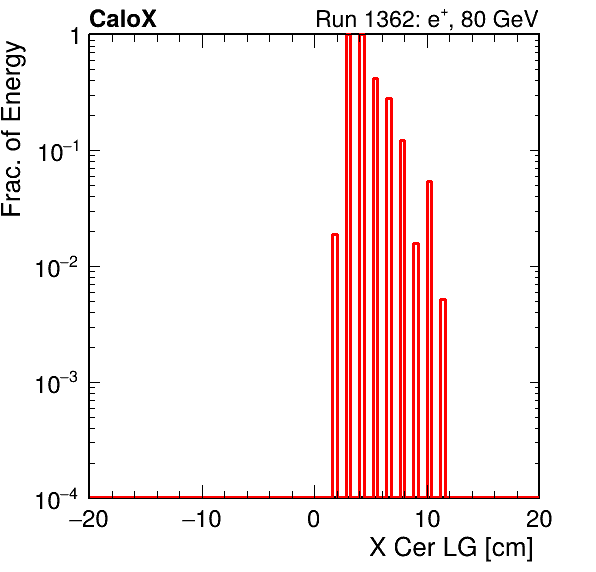 CaloX Run 1362: e⁺, 80 GeV
Frac. of Energy
1
10⁻¹
10⁻²
10⁻³
10⁻⁴
−20 −10 0 10 20
X Cer LG [cm]